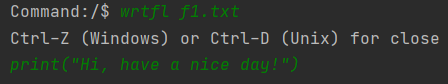 Command:/$ wrtfl f1.txt
Ctrl-Z (Windows) or Ctrl-D (Unix) for close
print("Hi, have a nice day!")